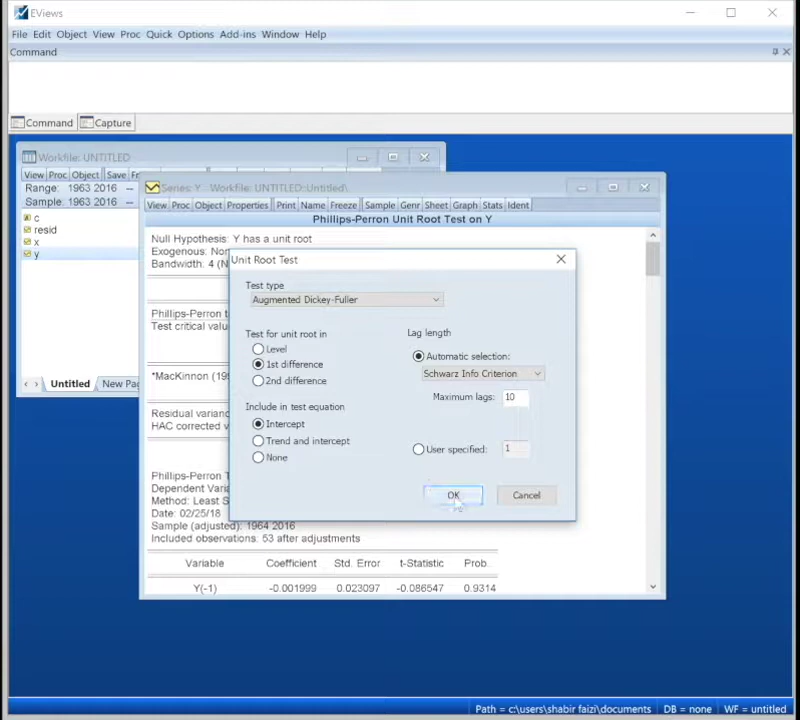 EViews
File Edit Object View Proc Quick Options Add-ins Window Help
Command
Command Capture
Workfile: UNTITLED
View Proc Object Save
Range: 1963 2016 --
Sample: 1963 2016 --
c
resid
x
y
Untitled New Pa
Series: Y Workfile: UNTITLED::Untitled\
View Proc Object Properties Print Name Freeze Sample Genr Sheet Graph Stats Ident
Phillips-Perron Unit Root Test on Y
Null Hypothesis: Y has a unit root
Exogenous: Non
Bandwidth: 4 (N
Phillips-Perron t
Test critical valu
*MacKinnon (199
Residual varianc
HAC corrected v
Phillips-Perron T
Dependent Varia
Method: Least S
Date: 02/25/18
Sample (adjusted): 1964 2016
Included observations: 53 after adjustments
Variable Coefficient Std. Error t-Statistic Prob.
Y(-1) -0.001999 0.023097 -0.086547 0.9314
Unit Root Test
Test type
Augmented Dickey-Fuller
Test for unit root in
Level
1st difference
2nd difference
Include in test equation
Intercept
Trend and intercept
None
Lag length
Automatic selection:
Schwarz Info Criterion
Maximum lags: 10
User specified: 1
OK Cancel
Path = c:\users\shabir faizi\documents DB = none WF = untitled